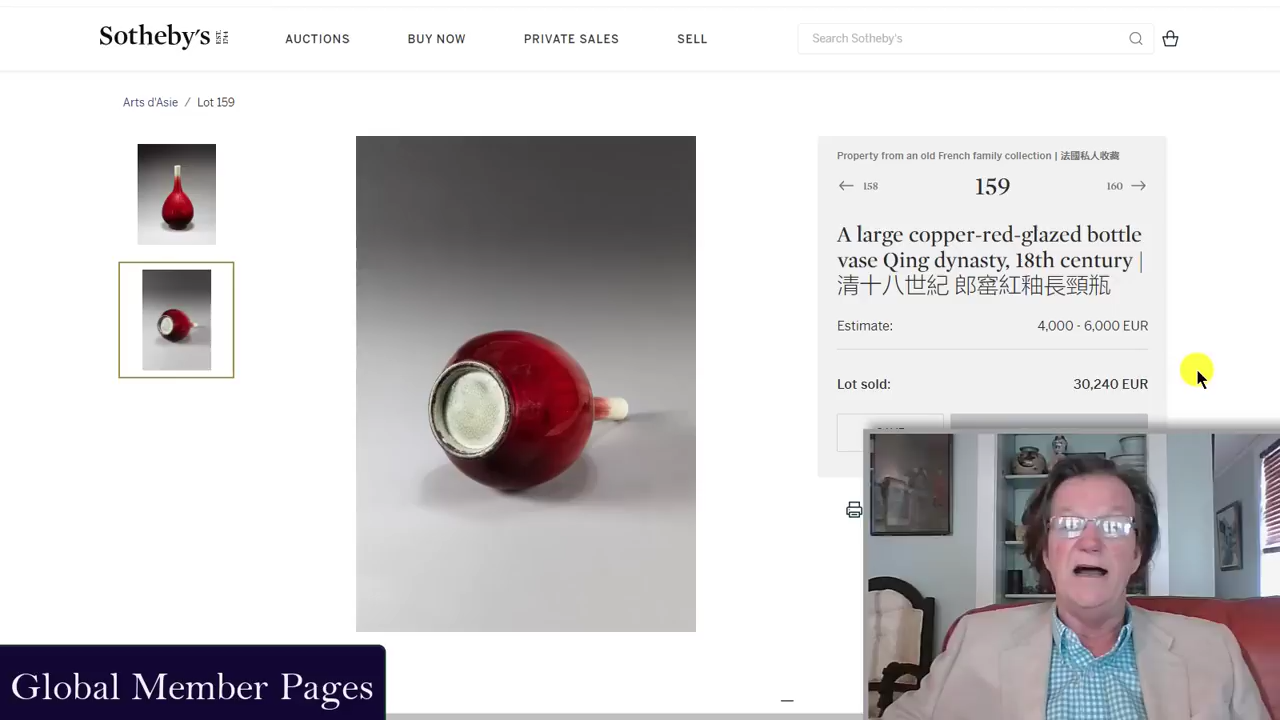 Sotheby's EST. 1744
AUCTIONS
BUY NOW
PRIVATE SALES
SELL
Search Sotheby's
Arts d'Asie / Lot 159
Property from an old French family collection | 法國私人收藏
158
159
160
A large copper-red-glazed bottle
vase Qing dynasty, 18th century |
清十八世紀 郎窰紅釉長頸瓶
Estimate:
4,000 - 6,000 EUR
Lot sold:
30,240 EUR
Global Member Pages